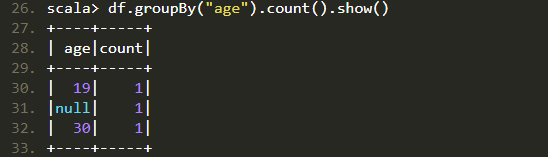 26. scala> df.groupBy("age").count().show()
27. +----+-----+
28. | age|count|
29. +----+-----+
30. |  19|    1|
31. |null|    1|
32. |  30|    1|
33. +----+-----+